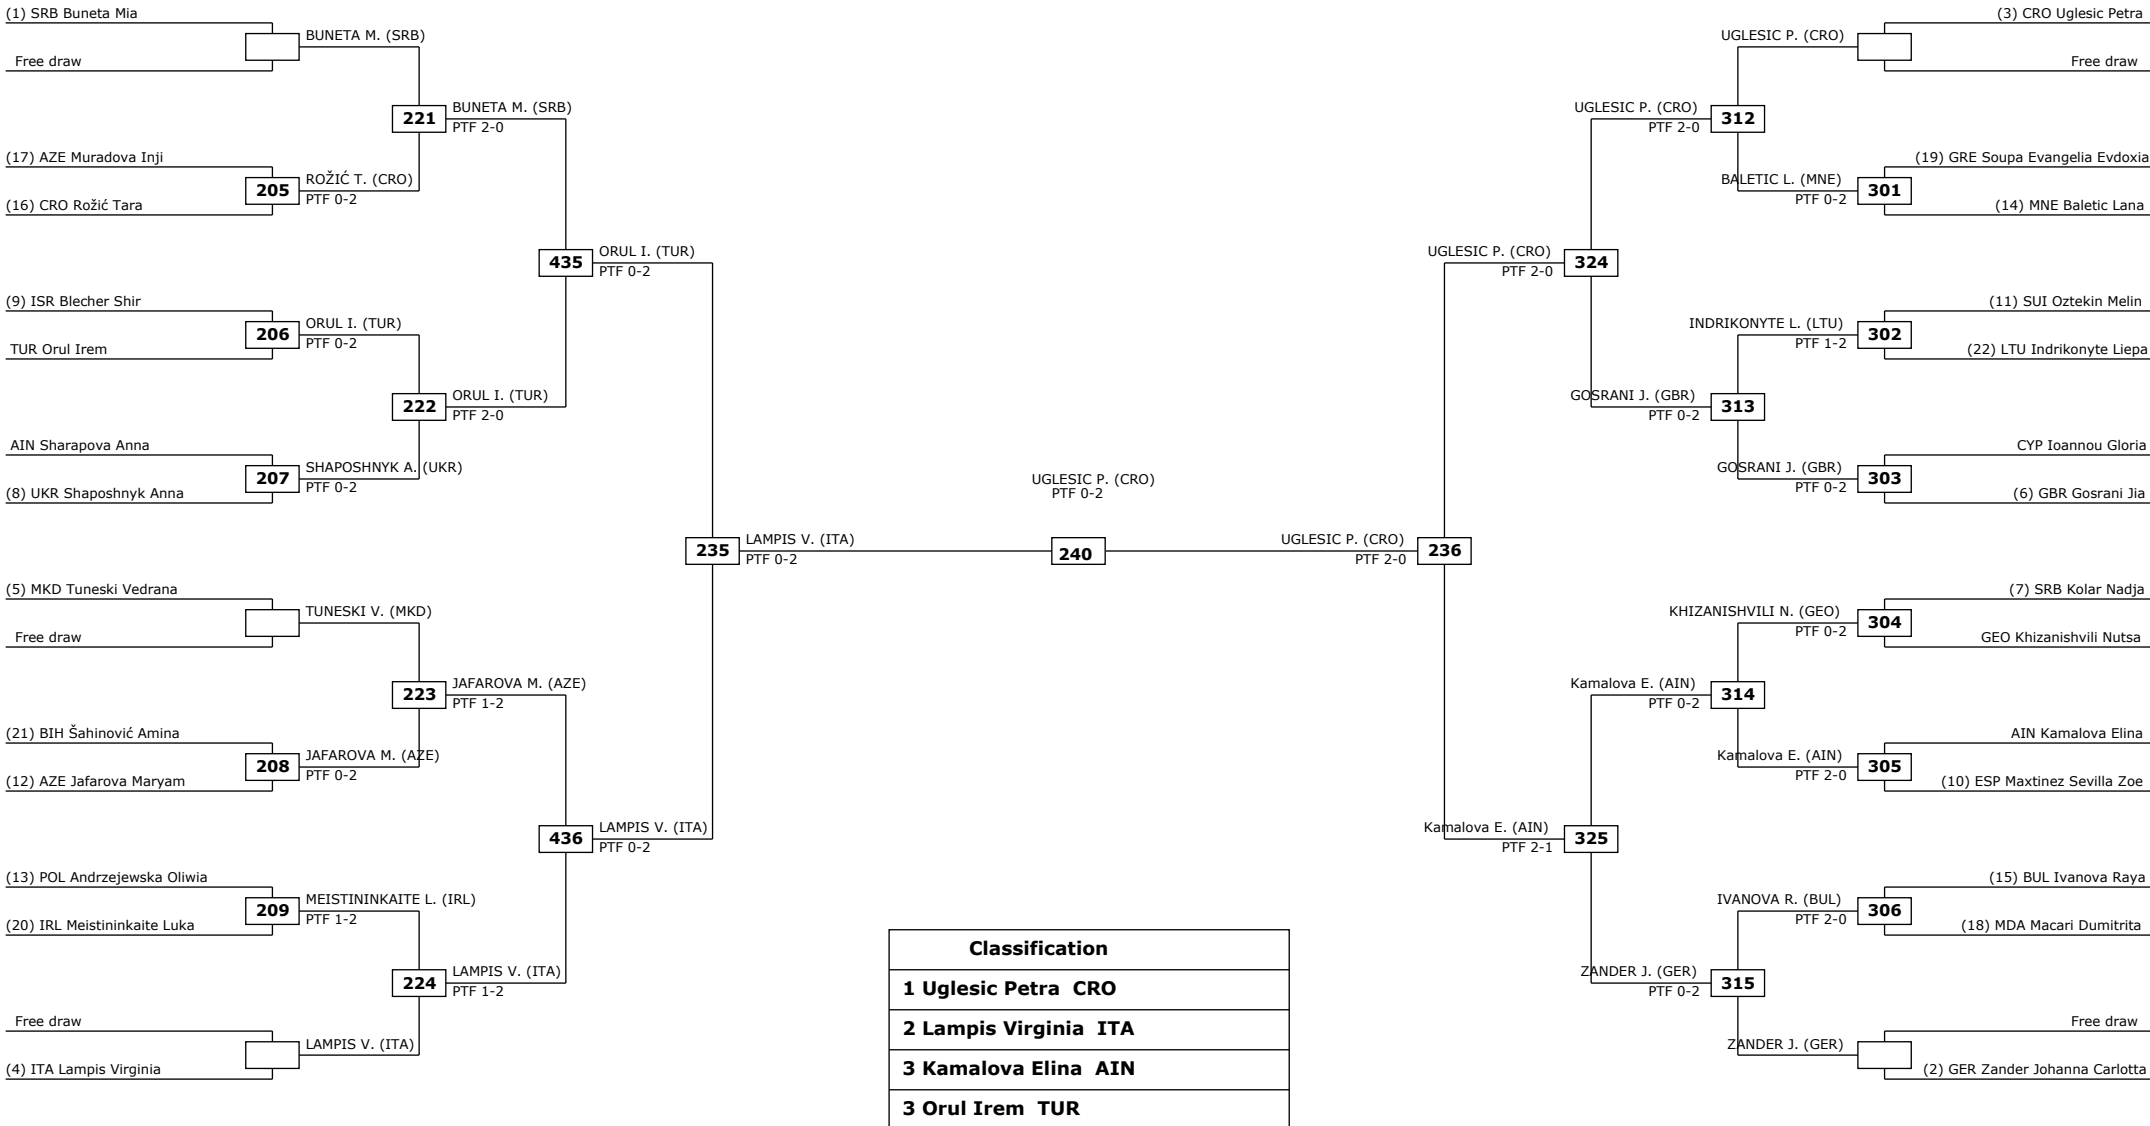 (1) SRB Buneta Mia
BUNETA M. (SRB)
Free draw
221
BUNETA M. (SRB)
PTF 2-0
(17) AZE Muradova Inji
205
ROŽIĆ T. (CRO)
PTF 0-2
(16) CRO Rožić Tara
435
ORUL I. (TUR)
PTF 0-2
(9) ISR Blecher Shir
206
ORUL I. (TUR)
PTF 0-2
TUR Orul Irem
222
ORUL I. (TUR)
PTF 2-0
AIN Sharapova Anna
207
SHAPOSHNYK A. (UKR)
PTF 0-2
(8) UKR Shaposhnyk Anna
235
LAMPIS V. (ITA)
PTF 0-2
(5) MKD Tuneski Vedrana
TUNESKI V. (MKD)
Free draw
223
JAFAROVA M. (AZE)
PTF 1-2
(21) BIH Šahinović Amina
208
JAFAROVA M. (AZE)
PTF 0-2
(12) AZE Jafarova Maryam
436
LAMPIS V. (ITA)
PTF 0-2
(13) POL Andrzejewska Oliwia
209
MEISTININKAITE L. (IRL)
PTF 1-2
(20) IRL Meistininkaite Luka
224
LAMPIS V. (ITA)
PTF 1-2
Free draw
LAMPIS V. (ITA)
(4) ITA Lampis Virginia
UGLESIC P. (CRO)
PTF 0-2
240
(3) CRO Uglesic Petra
UGLESIC P. (CRO)
Free draw
UGLESIC P. (CRO)
PTF 2-0
312
(19) GRE Soupa Evangelia Evdoxia
BALETIC L. (MNE)
PTF 0-2
301
(14) MNE Baletic Lana
UGLESIC P. (CRO)
PTF 2-0
324
(11) SUI Oztekin Melin
INDRIKONYTE L. (LTU)
PTF 1-2
302
(22) LTU Indrikonyte Liepa
GOSRANI J. (GBR)
PTF 0-2
313
CYP Ioannou Gloria
GOSRANI J. (GBR)
PTF 0-2
303
(6) GBR Gosrani Jia
UGLESIC P. (CRO)
PTF 2-0
236
(7) SRB Kolar Nadja
KHIZANISHVILI N. (GEO)
PTF 0-2
304
GEO Khizanishvili Nutsa
Kamalova E. (AIN)
PTF 0-2
314
AIN Kamalova Elina
Kamalova E. (AIN)
PTF 2-0
305
(10) ESP Maxtinez Sevilla Zoe
Kamalova E. (AIN)
PTF 2-1
325
(15) BUL Ivanova Raya
IVANOVA R. (BUL)
PTF 2-0
306
(18) MDA Macari Dumitrita
ZANDER J. (GER)
PTF 0-2
315
Free draw
ZANDER J. (GER)
(2) GER Zander Johanna Carlotta
Classification
1 Uglesic Petra CRO
2 Lampis Virginia ITA
3 Kamalova Elina AIN
3 Orul Irem TUR